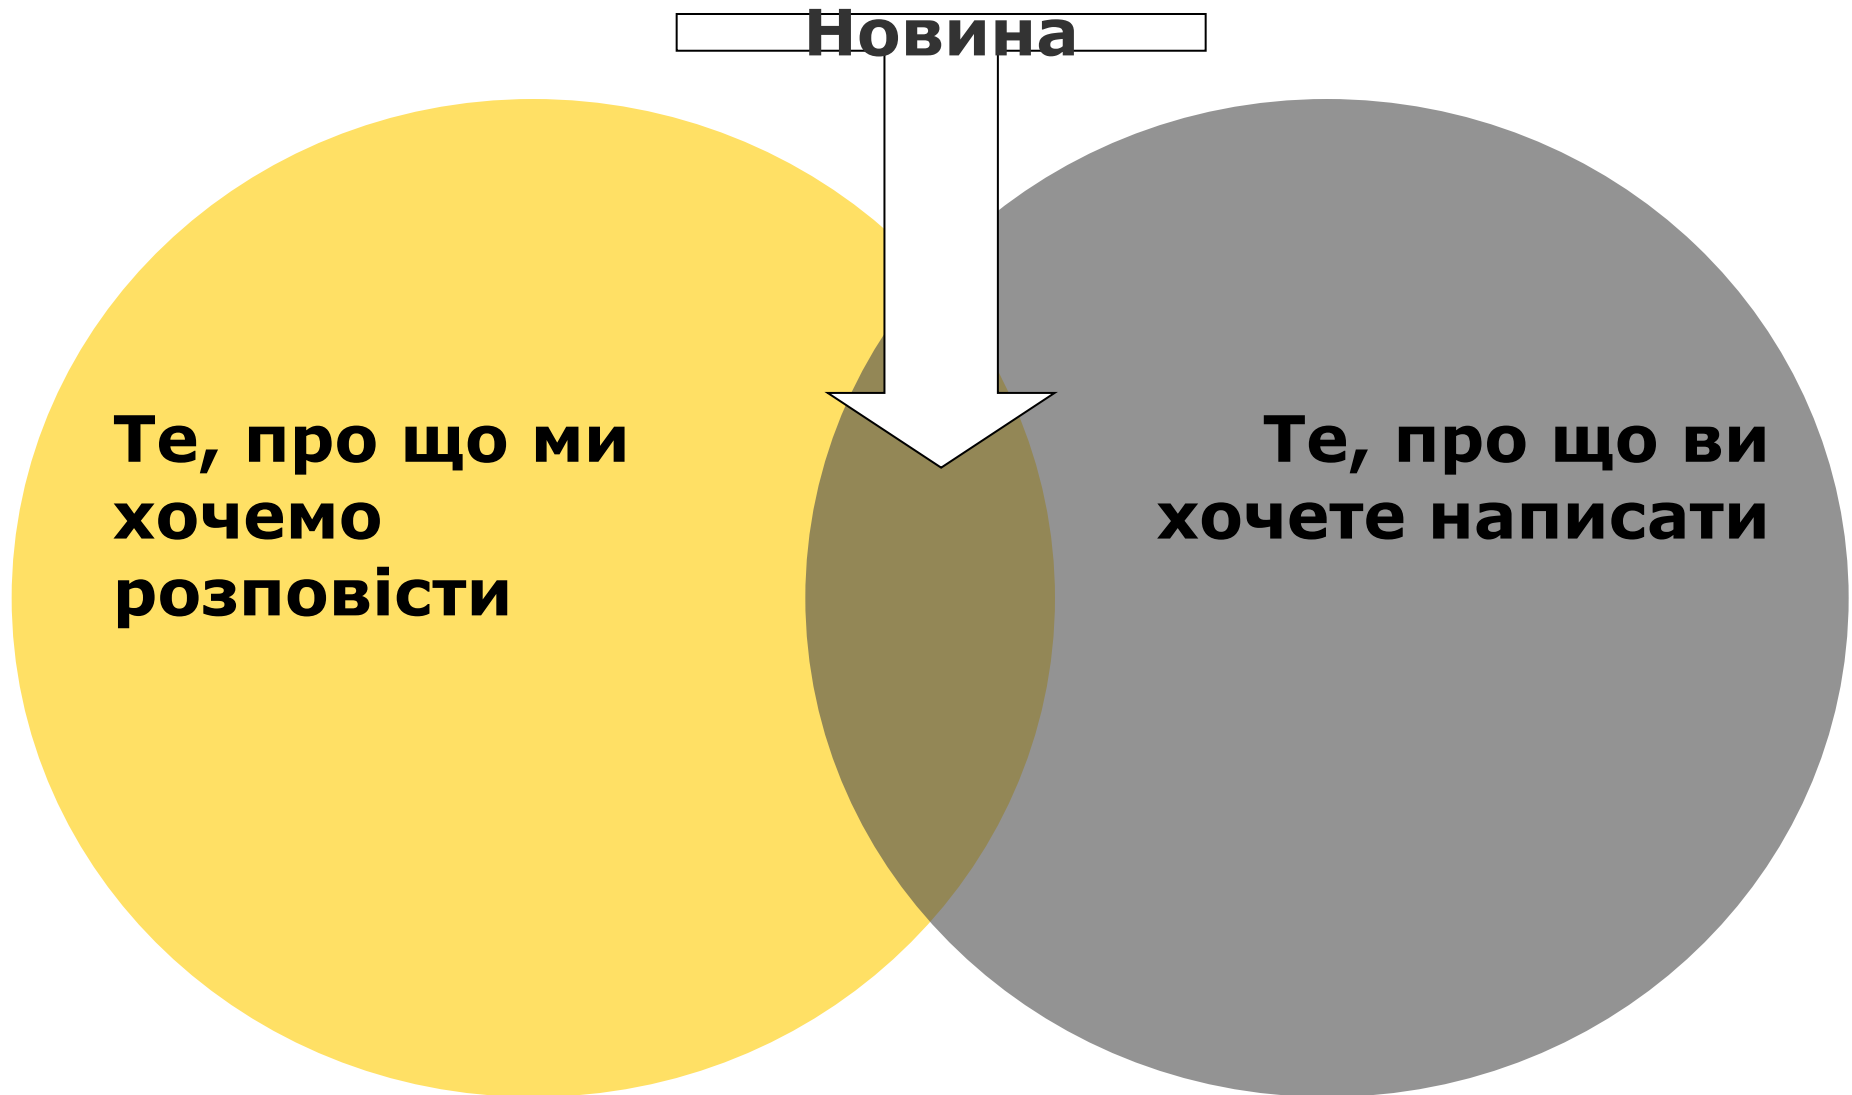 Новина
Те, про що ми
хочемо
розповісти
Те, про що ви
хочете написати